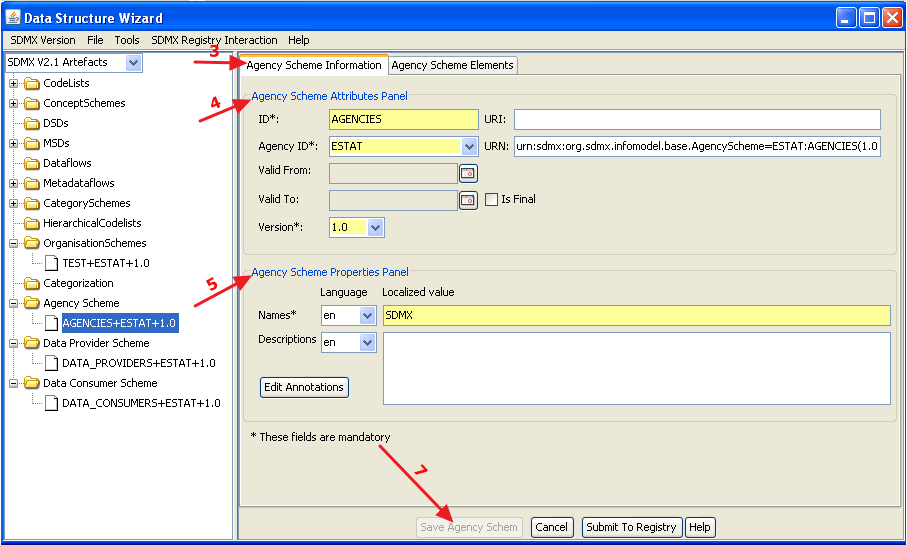 Data Structure Wizard
SDMX Version File Tools SDMX Registry Interaction Help
SDMX V2.1 Artefacts
CodeLists
ConceptSchemes
DSDs
MSDs
Dataflows
Metadataflows
CategorySchemes
HierarchicalCodelists
OrganisationSchemes
TEST+ESTAT+1.0
Categorization
Agency Scheme
AGENCIES+ESTAT+1.0
Data Provider Scheme
DATA_PROVIDERS+ESTAT+1.0
Data Consumer Scheme
DATA_CONSUMERS+ESTAT+1.0
3
Agency Scheme Information Agency Scheme Elements
4
Agency Scheme Attributes Panel
ID*: AGENCIES URI:
Agency ID*: ESTAT URN: urn:sdmx:org.sdmx.infomodel.base.AgencyScheme=ESTAT:AGENCIES(1.0
Valid From:
Valid To: Is Final
Version*: 1.0
5
Agency Scheme Properties Panel
Language Localized value
Names* en SDMX
Descriptions en
Edit Annotations
* These fields are mandatory
7
Save Agency Schem Cancel Submit To Registry Help